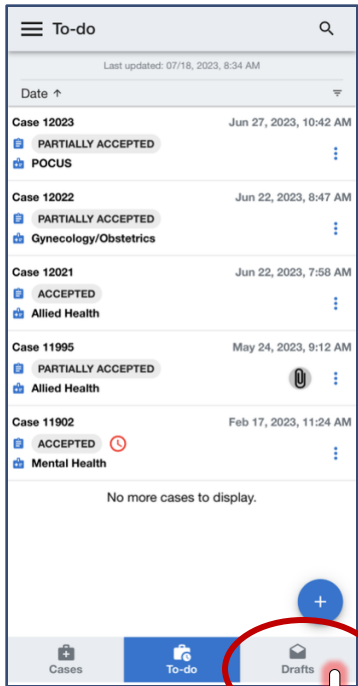 To-do
Last updated: 07/18, 2023, 8:34 AM
Date ↑
Case 12023 Jun 27, 2023, 10:42 AM
PARTIALLY ACCEPTED
POCUS
Case 12022 Jun 22, 2023, 8:47 AM
PARTIALLY ACCEPTED
Gynecology/Obstetrics
Case 12021 Jun 22, 2023, 7:58 AM
ACCEPTED
Allied Health
Case 11995 May 24, 2023, 9:12 AM
PARTIALLY ACCEPTED
Allied Health
Case 11902 Feb 17, 2023, 11:24 AM
ACCEPTED
Mental Health
No more cases to display.
+
Cases To-do Drafts